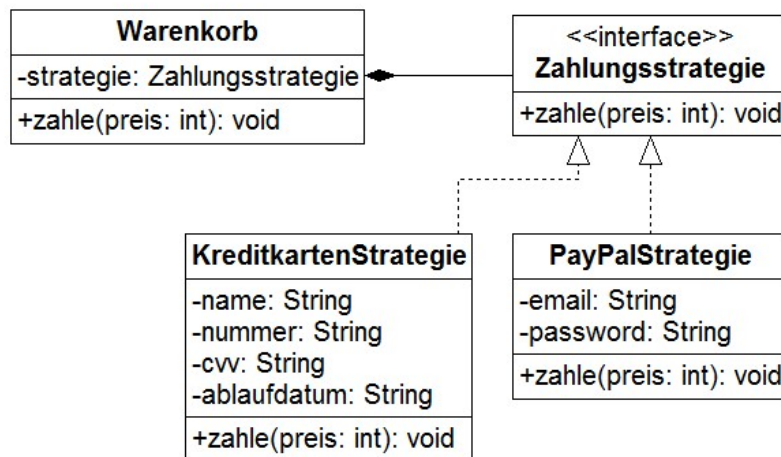 Warenkorb
-strategie: Zahlungsstrategie
+zahle(preis: int): void
<<interface>>
Zahlungsstrategie
+zahle(preis: int): void
KreditkartenStrategie
-name: String
-nummer: String
-cvv: String
-ablaufdatum: String
+zahle(preis: int): void
PayPalStrategie
-email: String
-password: String
+zahle(preis: int): void